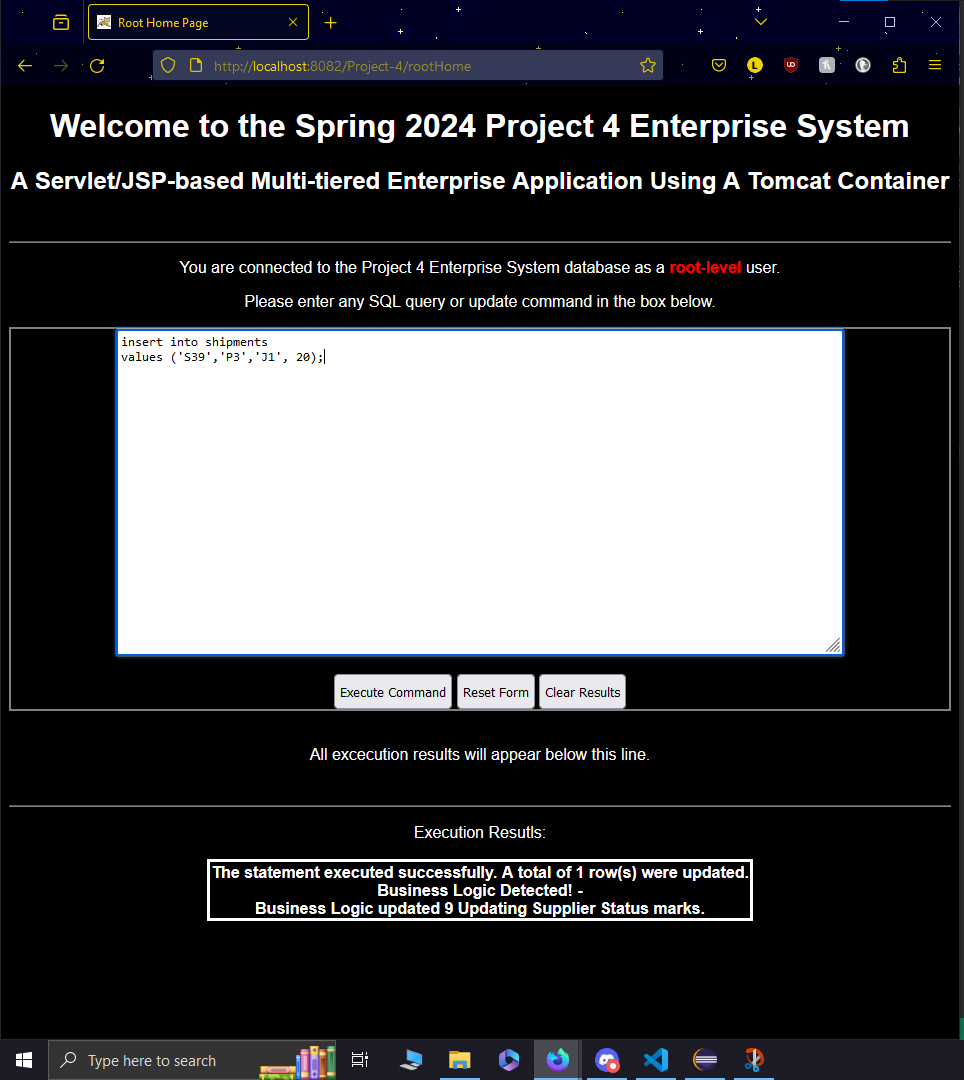 Root Home Page
http://localhost:8082/Project-4/rootHome
L
UD
Welcome to the Spring 2024 Project 4 Enterprise System
A Servlet/JSP-based Multi-tiered Enterprise Application Using A Tomcat Container
You are connected to the Project 4 Enterprise System database as a root-level user.
Please enter any SQL query or update command in the box below.
insert into shipments
values ('S39','P3','J1', 20);
Execute Command Reset Form Clear Results
All excecution results will appear below this line.
Execution Resutls:
The statement executed successfully. A total of 1 row(s) were updated.
Business Logic Detected! -
Business Logic updated 9 Updating Supplier Status marks.
Type here to search